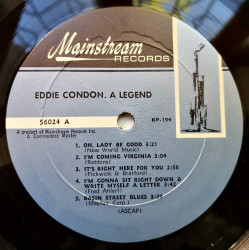 Mainstream
RECORDS
EDDIE CONDON. A LEGEND
56024 A
KP-194
A product of Mainstream Records Inc.
A Commodore Master
1. OH, LADY BE GOOD 3:21
(New World Music)
2. I'M COMING VIRGINIA 3:09
(Robbins)
3. IT'S RIGHT HERE FOR YOU 2:58
(Pickwick & Bratford)
4. I'M GONNA SIT RIGHT DOWN &
WRITE MYSELF A LETTER 3:42
(Fred Ahlert)
5. BASIN STREET BLUES
(ASCAP)